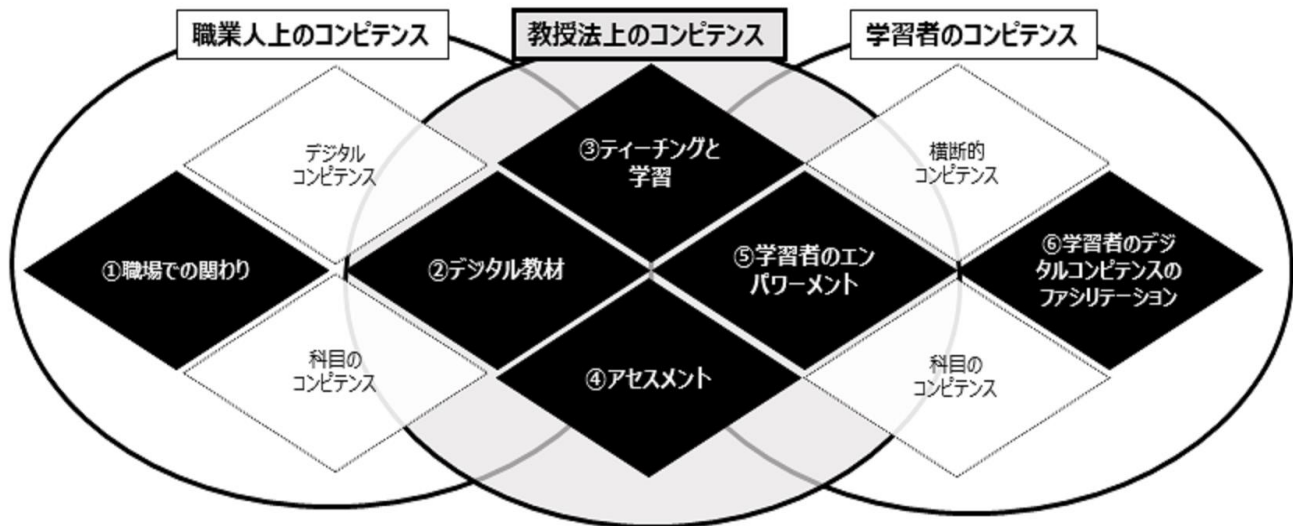 職業人上のコンピテンス
教授法上のコンピテンス
学習者のコンピテンス
デジタル
コンピテンス
③ティーチングと
学習
横断的
コンピテンス
①職場での関わり
②デジタル教材
⑤学習者のエン
パワーメント
⑥学習者のデジ
タルコンピテンスの
ファシリテーション
科目の
コンピテンス
④アセスメント
科目の
コンピテンス